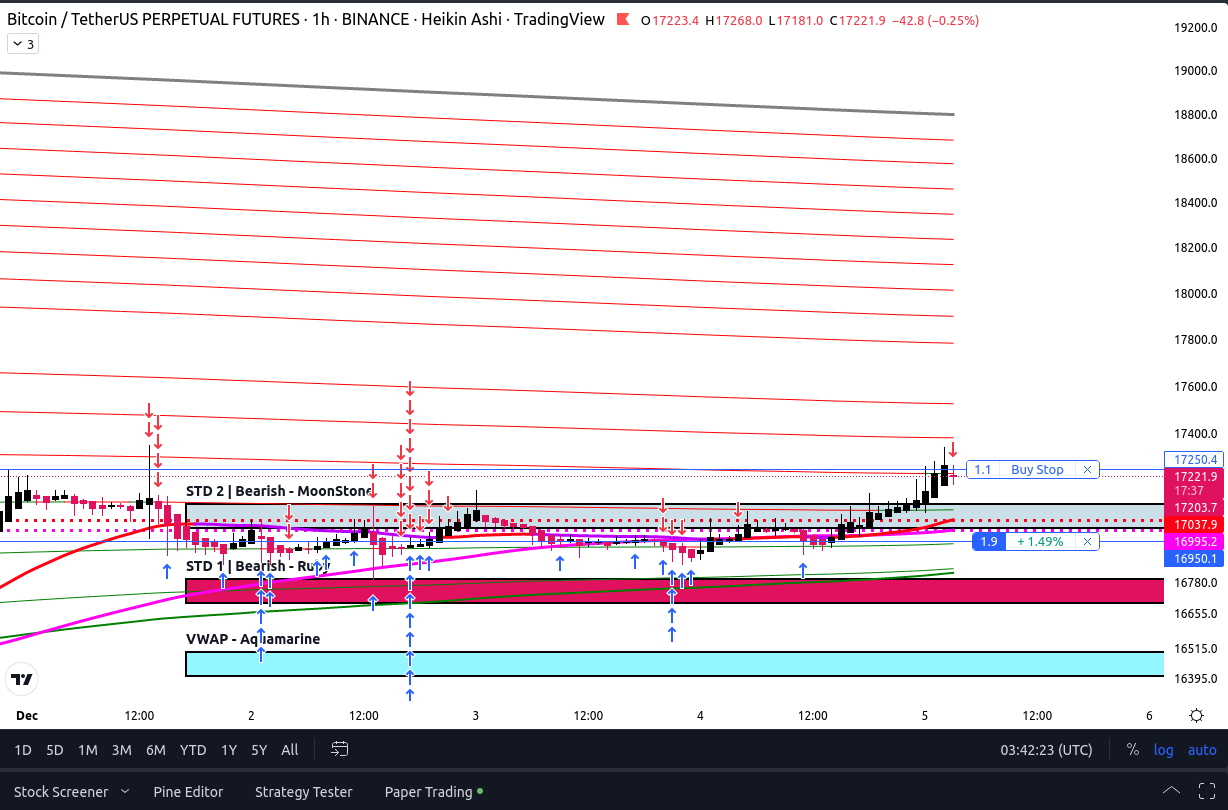 Bitcoin / TetherUS PERPETUAL FUTURES · 1h · BINANCE · Heikin Ashi · TradingView O17223.4 H17268.0 L17181.0 C17221.9 −42.8 (−0.25%)
3
19200.0
19000.0
18800.0
18600.0
18400.0
18200.0
18000.0
17800.0
17600.0
17400.0
17250.4
1.1 Buy Stop
17221.9
17:37
STD 2 | Bearish - MoonStone
17203.7
17037.9
16995.2
1.9 +1.49%
16950.1
STD 1 | Bearish - Ruby
16780.0
16655.0
VWAP - Aquamarine
16515.0
16395.0
Dec 12:00 2 12:00 3 12:00 4 12:00 5 12:00 6
1D 5D 1M 3M 6M YTD 1Y 5Y All 03:42:23 (UTC) % log auto
Stock Screener Pine Editor Strategy Tester Paper Trading